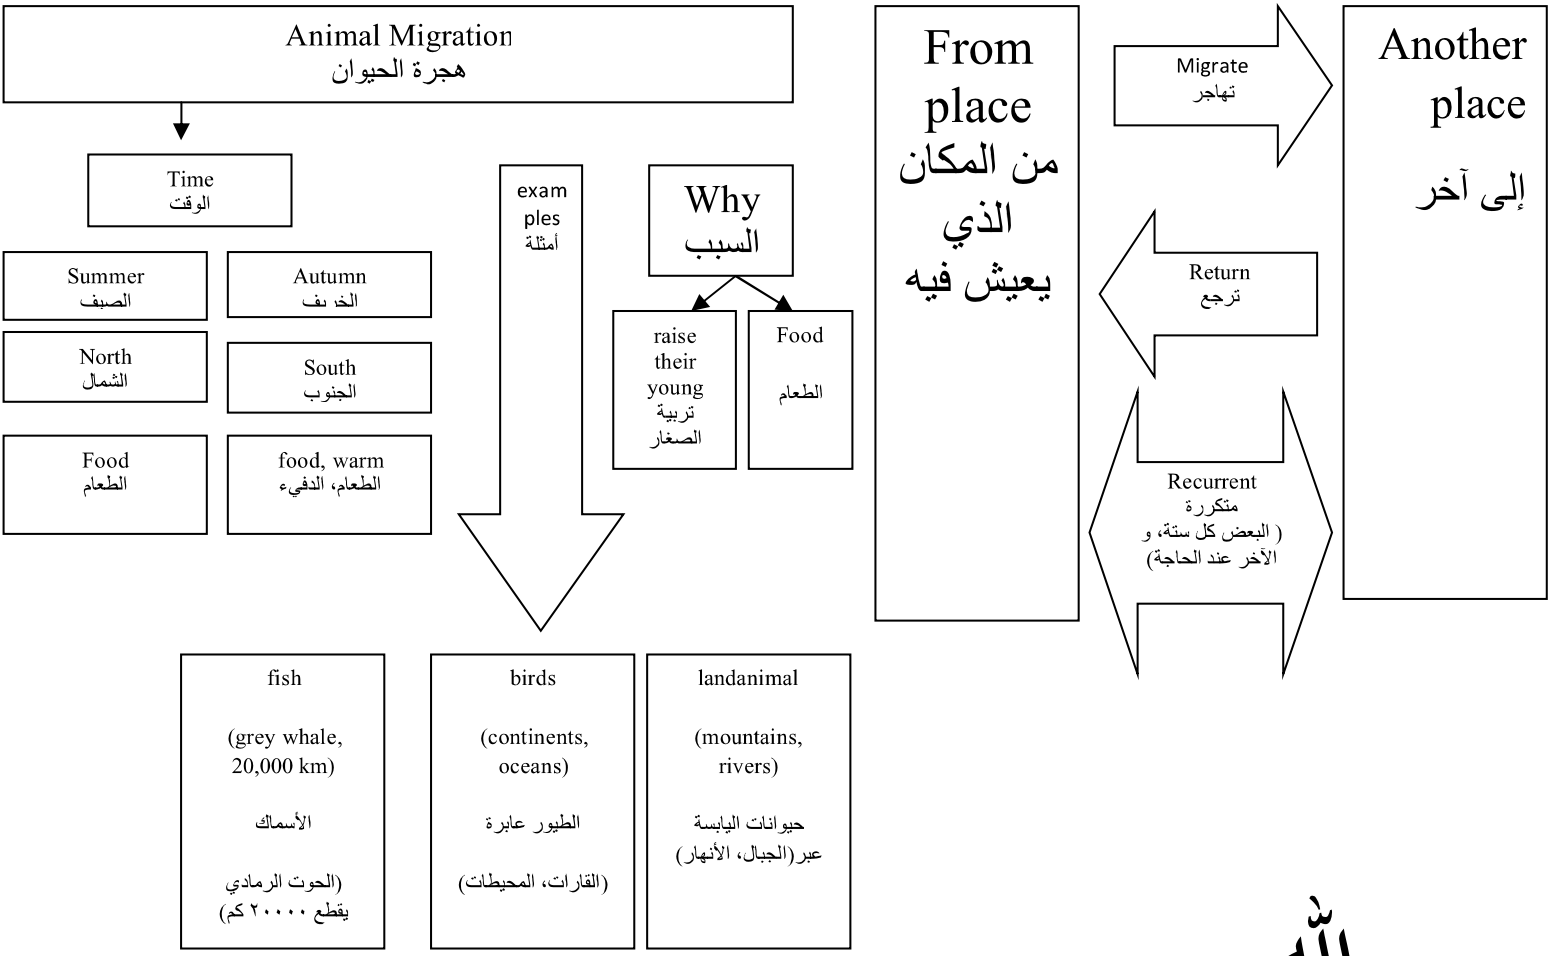 Animal Migration
هجرة الحيوان
Time
الوقت
Summer
الصيف
Autumn
الخريف
North
الشمال
South
الجنوب
Food
الطعام
food, warm
الطعام، الدفيء
exam
ples
أمثلة
Why
السبب
raise
their
young
تربية
الصغار
Food
الطعام
fish
(grey whale,
20,000 km)
الأسماك
(الحوت الرمادي
يقطع ٢٠٠٠٠ كم)
birds
(continents,
oceans)
الطيور عابرة
(القارات، المحيطات)
landanimal
(mountains,
rivers)
حيوانات اليابسة
عبر(الجبال، الأنهار)
From
place
من المكان
الذي
يعيش فيه
Migrate
تهاجر
Return
ترجع
Recurrent
متكررة
( البعض كل ستة، و
الآخر عند الحاجة)
Another
place
إلى آخر